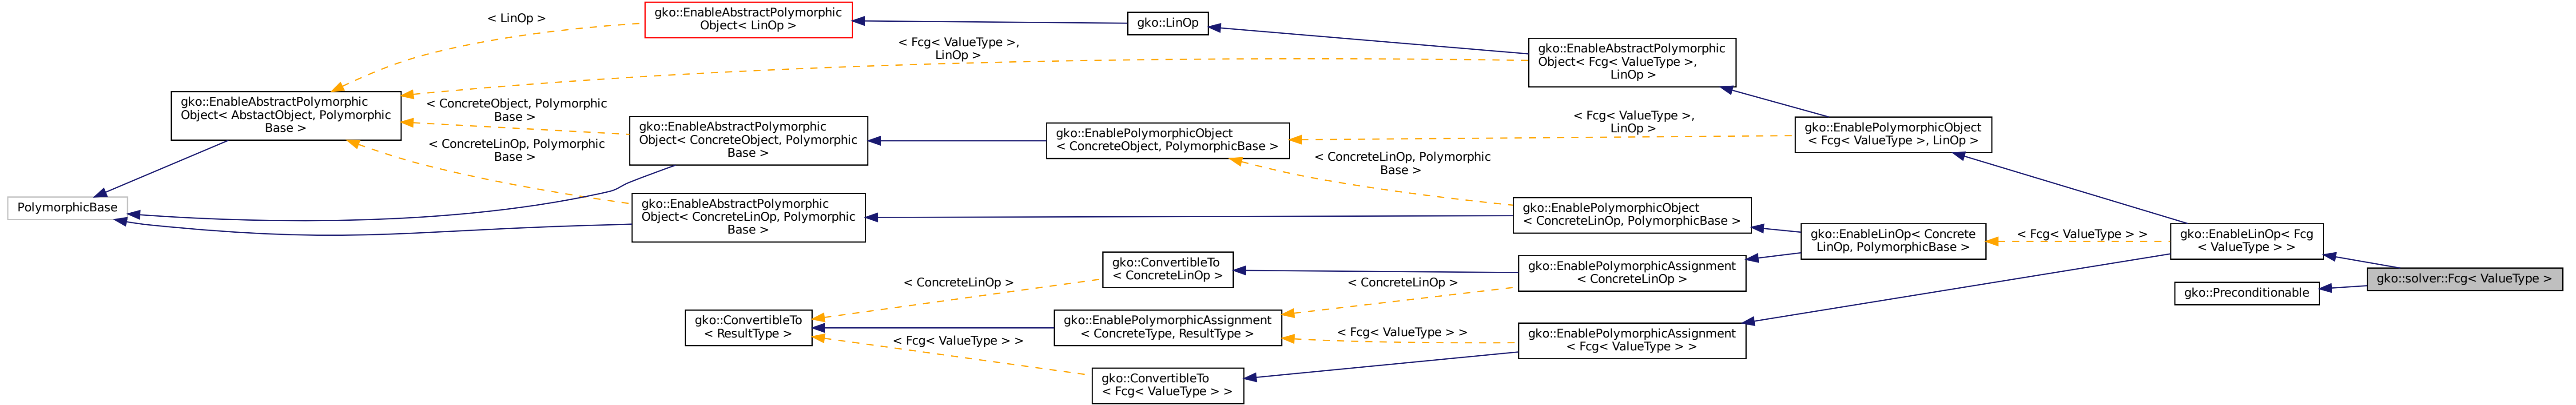 gko::EnableAbstractPolymorphic
Object< LinOp >
< LinOp >
gko::LinOp
< Fcg< ValueType >,
LinOp >
gko::EnableAbstractPolymorphic
Object< Fcg< ValueType >,
LinOp >
gko::EnableAbstractPolymorphic
Object< AbstactObject, Polymorphic
Base >
< ConcreteObject, Polymorphic
Base >
gko::EnableAbstractPolymorphic
Object< ConcreteObject, Polymorphic
Base >
gko::EnablePolymorphicObject
< ConcreteObject, PolymorphicBase >
< Fcg< ValueType >,
LinOp >
gko::EnablePolymorphicObject
< Fcg< ValueType >, LinOp >
< ConcreteLinOp, Polymorphic
Base >
< ConcreteLinOp, Polymorphic
Base >
PolymorphicBase
gko::EnableAbstractPolymorphic
Object< ConcreteLinOp, Polymorphic
Base >
gko::EnablePolymorphicObject
< ConcreteLinOp, PolymorphicBase >
gko::EnableLinOp< Concrete
LinOp, PolymorphicBase >
< Fcg< ValueType > >
gko::EnableLinOp< Fcg
< ValueType > >
gko::ConvertibleTo
< ConcreteLinOp >
gko::EnablePolymorphicAssignment
< ConcreteLinOp >
gko::solver::Fcg< ValueType >
gko::Preconditionable
< ConcreteLinOp >
< ConcreteLinOp >
gko::ConvertibleTo
< ResultType >
gko::EnablePolymorphicAssignment
< ConcreteType, ResultType >
< Fcg< ValueType > >
gko::EnablePolymorphicAssignment
< Fcg< ValueType > >
< Fcg< ValueType > >
gko::ConvertibleTo
< Fcg< ValueType > >